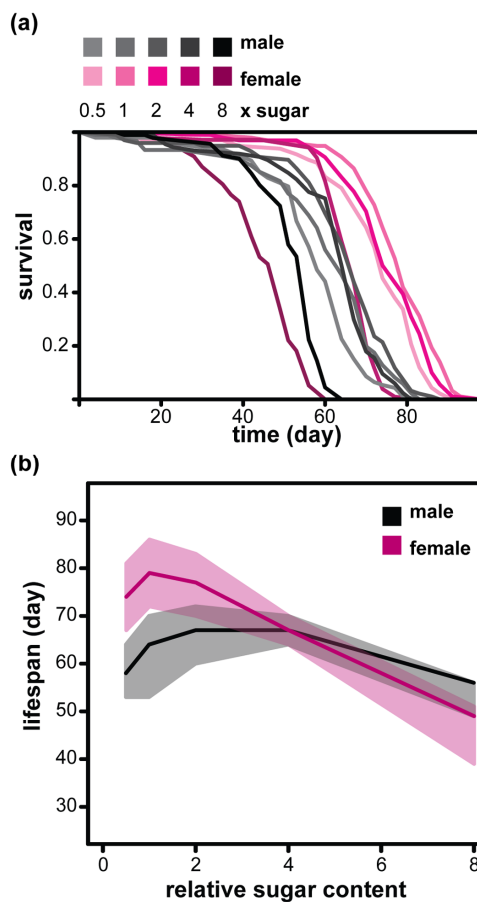 (a)
male
female
0.5 1 2 4 8 x sugar
0.8
0.6
0.4
0.2
survival
20 40 60 80
time (day)
(b)
male
female
90
80
70
60
50
40
30
lifespan (day)
0 2 4 6 8
relative sugar content